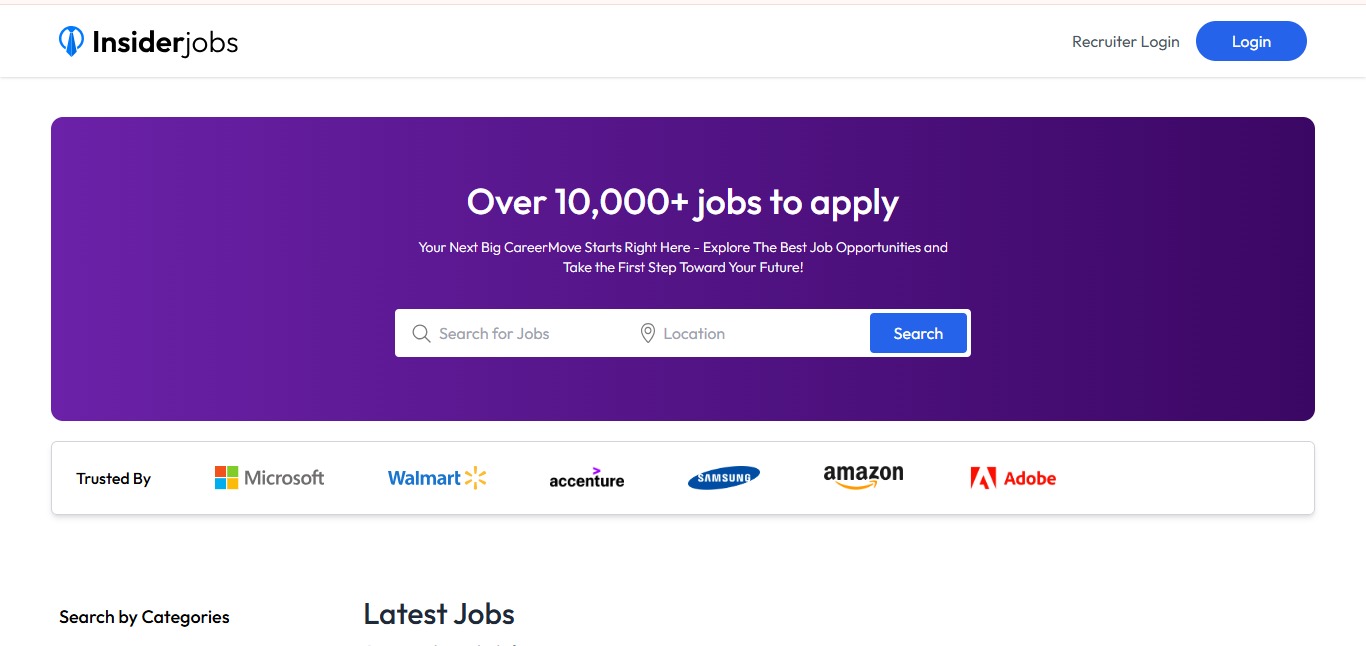 Insiderjobs
Recruiter Login
Login
Over 10,000+ jobs to apply
Your Next Big CareerMove Starts Right Here - Explore The Best Job Opportunities and
Take the First Step Toward Your Future!
Search for Jobs
Location
Search
Trusted By
Microsoft
Walmart
accenture
SAMSUNG
amazon
Adobe
Search by Categories
Latest Jobs